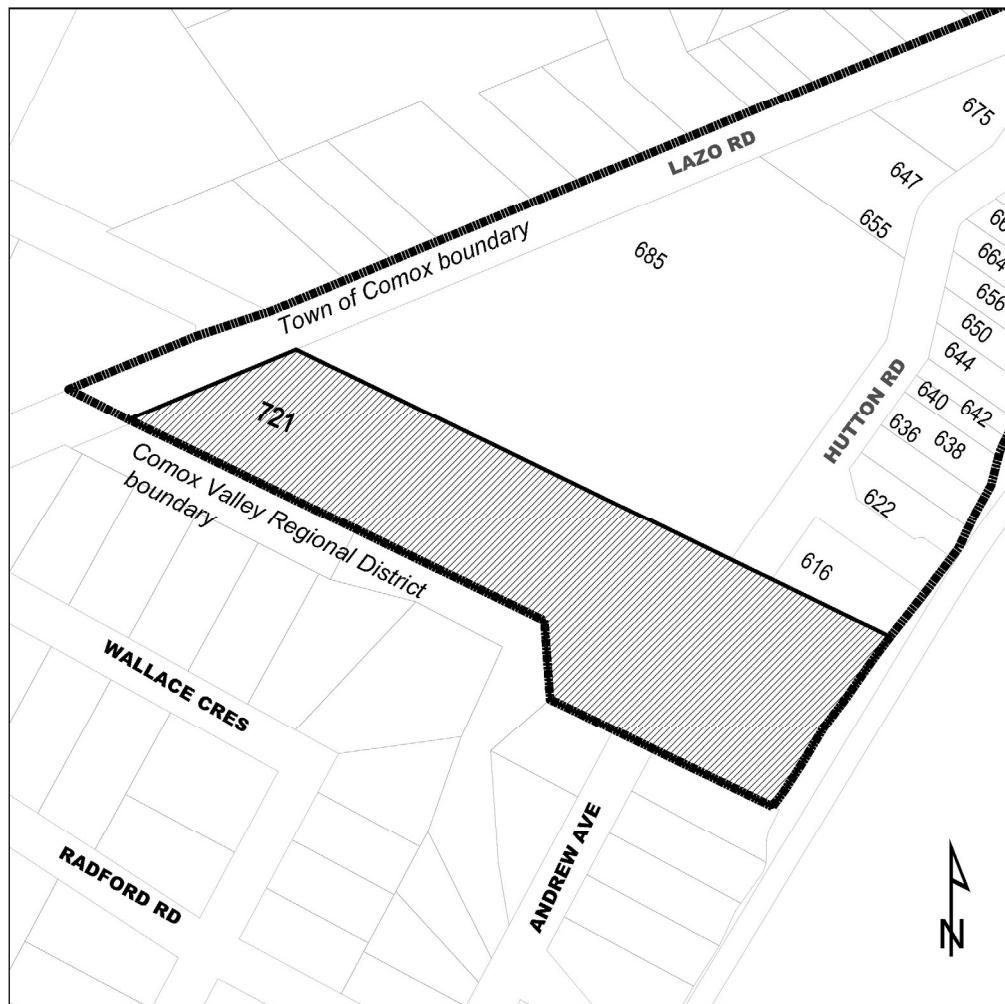 675
LAZO RD
647
655
66
664
685
Town of Comox boundary
656
650
644
640
642
HUTTON RD
721
636
638
Comox Valley Regional District
boundary
622
616
WALLACE CRES
ANDREW AVE
RADFORD RD
N